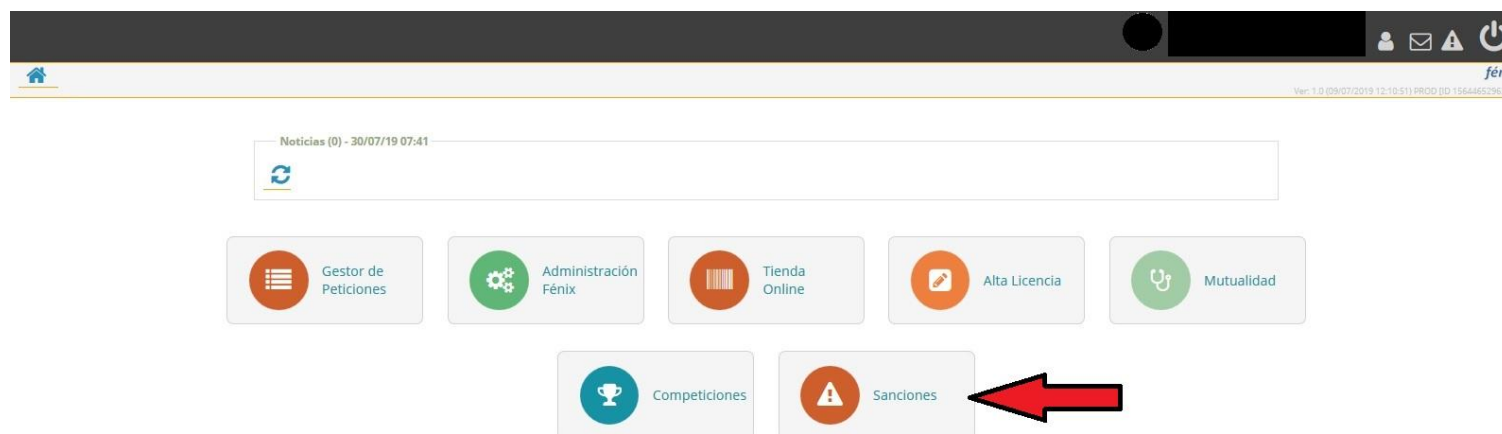 fén
Ver: 1.0 (09/07/2019 12:10:51) PROD [ID 1564465296
Noticias (0) - 30/07/19 07:41
Gestor de
Peticiones
Administración
Fénix
Tienda
Online
Alta Licencia
Mutualidad
Competiciones
Sanciones